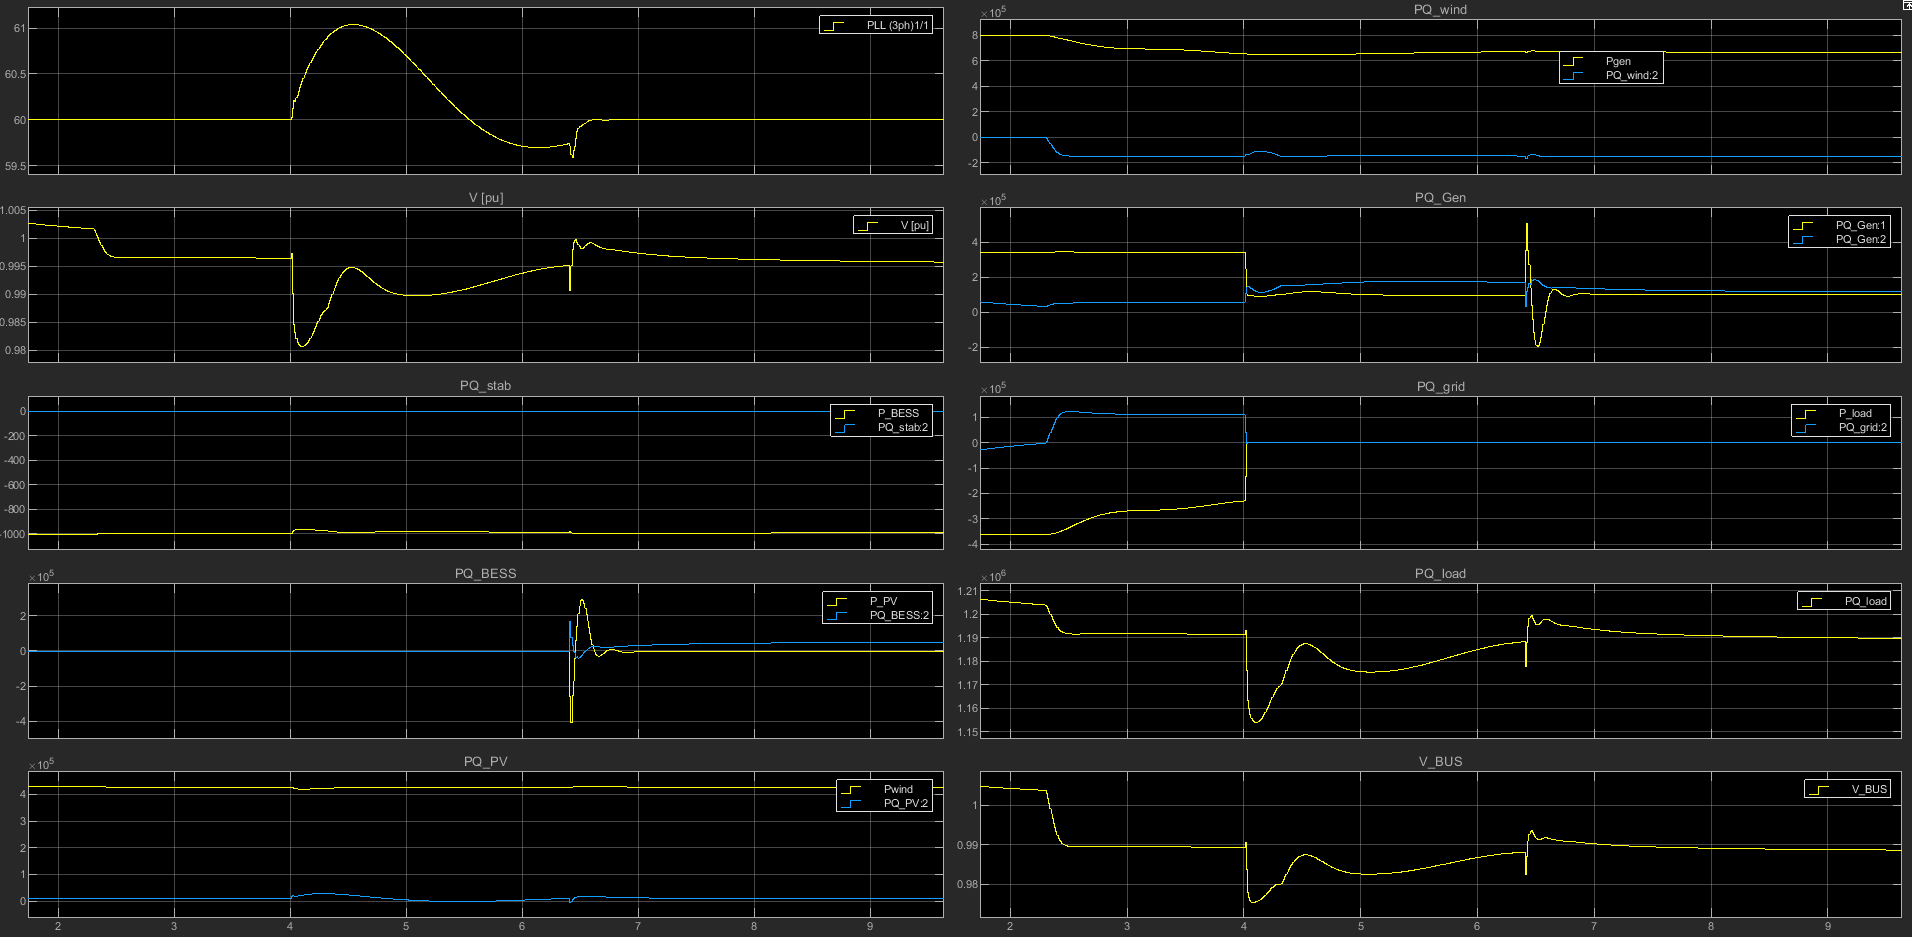 PLL (3ph)1/1
61
60.5
60
59.5
V [pu]
V [pu]
1.005
1
0.995
0.99
0.985
0.98
PQ_stab
P_BESS
PQ_stab:2
0
-200
-400
-600
-800
-1000
PQ_BESS
×10^5
P_PV
PQ_BESS:2
2
0
-2
-4
PQ_PV
×10^5
Pwind
PQ_PV:2
4
3
2
1
0
2 3 4 5 6 7 8 9
PQ_wind
×10^5
Pgen
PQ_wind:2
8
6
4
2
0
-2
PQ_Gen
×10^5
PQ_Gen:1
PQ_Gen:2
4
2
0
-2
PQ_grid
×10^5
P_load
PQ_grid:2
1
0
-1
-2
-3
-4
PQ_load
×10^6
PQ_load
1.21
1.2
1.19
1.18
1.17
1.16
1.15
V_BUS
V_BUS
1
0.99
0.98
2 3 4 5 6 7 8 9